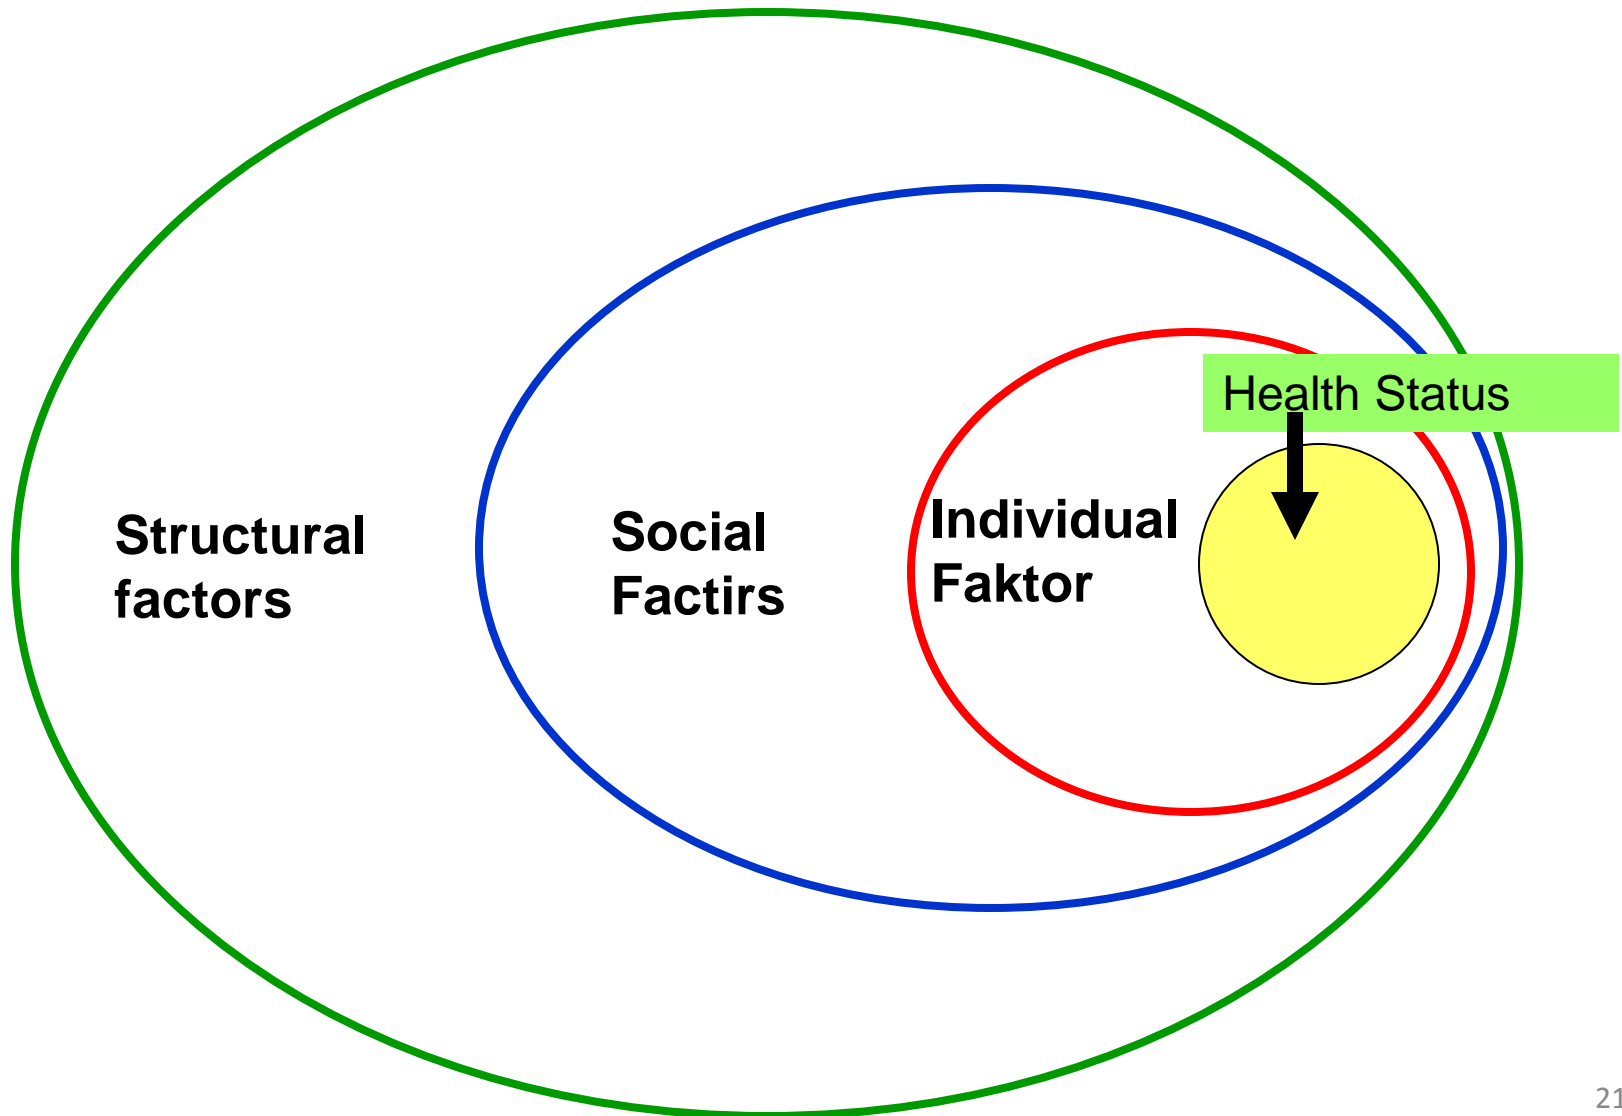 Health Status
Structural
factors
Social
Factirs
Individual
Faktor
21